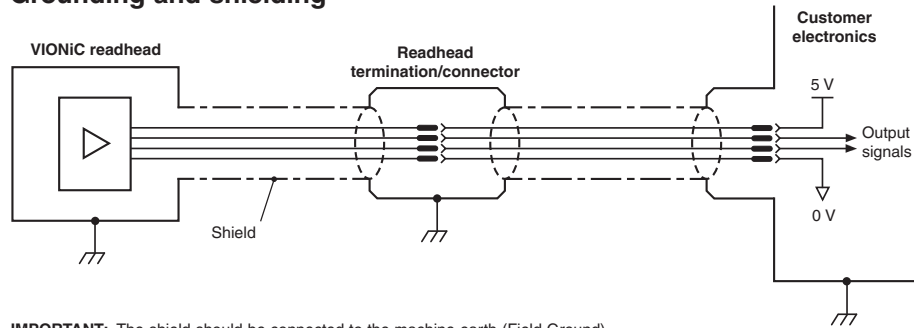 Grounding and shielding
VIONiC readhead
Readhead
termination/connector
Customer
electronics
5 V
Output
signals
0 V
Shield
IMPORTANT: The shield should be connected to the machine earth (Field Ground).